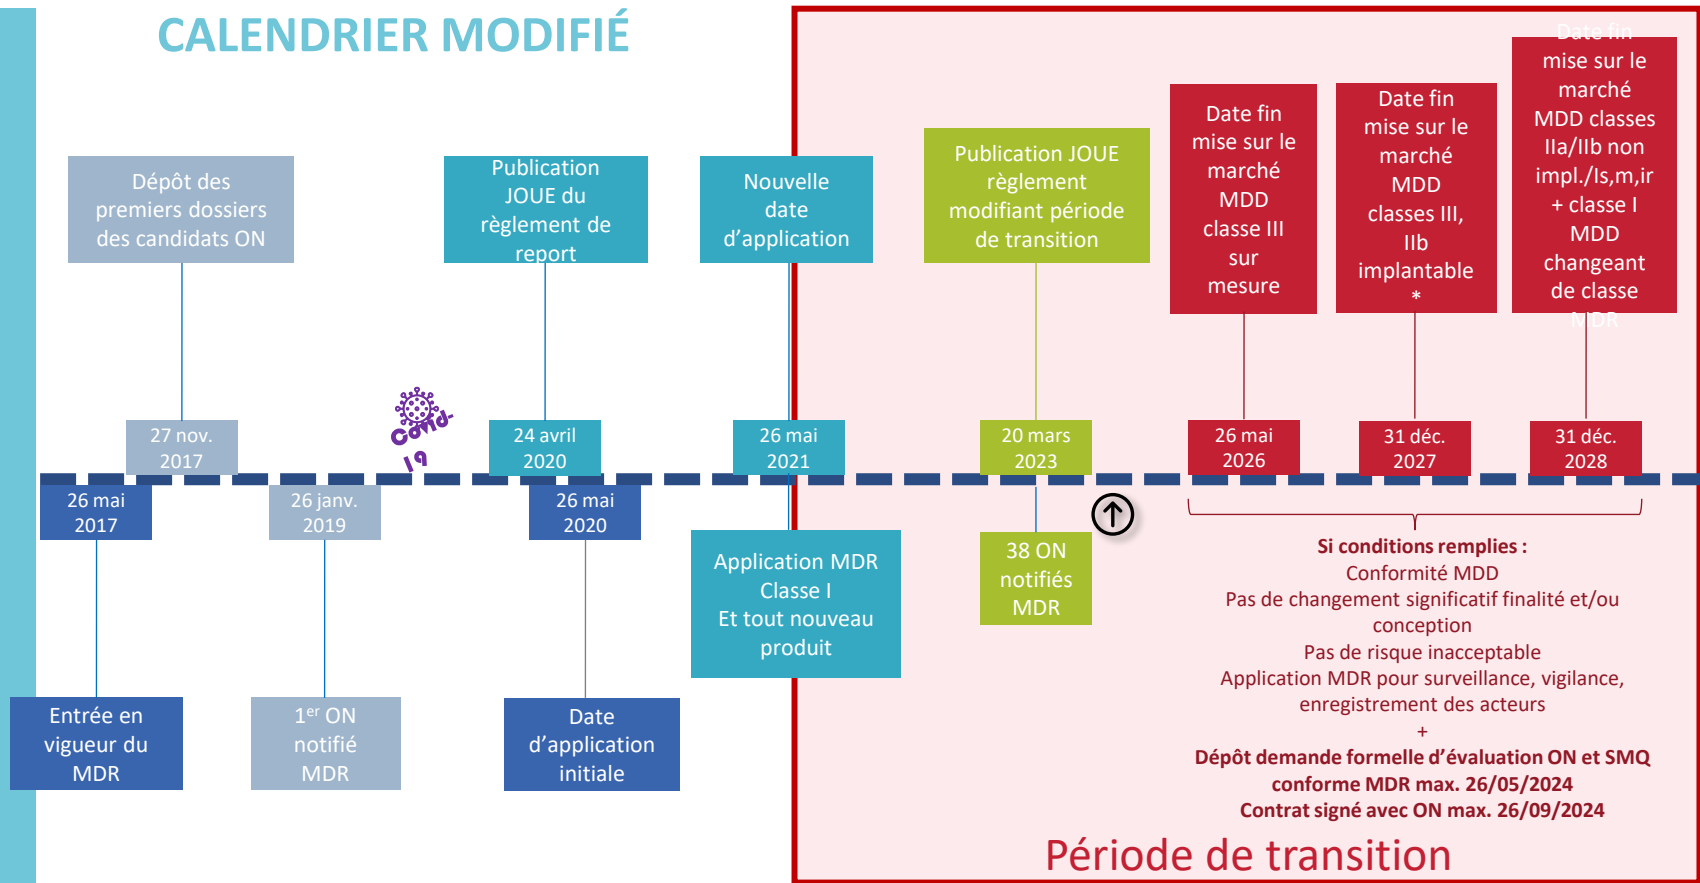 CALENDRIER MODIFIÉ
Dépôt des
premiers dossiers
des candidats ON
Publication
JOUE du
règlement de
report
Nouvelle
date
d'application
Publication JOUE
règlement
modifiant période
de transition
Date fin
mise sur le
marché
MDD
classe III
sur
mesure
Date fin
mise sur le
marché
MDD
classes III,
IIb
implantable
*
Date fin
mise sur le
marché
MDD classes
IIa/IIb non
impl./Is,m,ir
+ classe I
MDD
changeant
de classe
MDR
27 nov.
2017
Covid-
19
24 avril
2020
26 mai
2021
20 mars
2023
26 mai
2026
31 déc.
2027
31 déc.
2028
26 mai
2017
26 janv.
2019
26 mai
2020
Entrée en
vigueur du
MDR
1er ON
notifié
MDR
Date
d'application
initiale
Application MDR
Classe I
Et tout nouveau
produit
38 ON
notifiés
MDR
Si conditions remplies :
Conformité MDD
Pas de changement significatif finalité et/ou
conception
Pas de risque inacceptable
Application MDR pour surveillance, vigilance,
enregistrement des acteurs
+
Dépôt demande formelle d'évaluation ON et SMQ
conforme MDR max. 26/05/2024
Contrat signé avec ON max. 26/09/2024
Période de transition